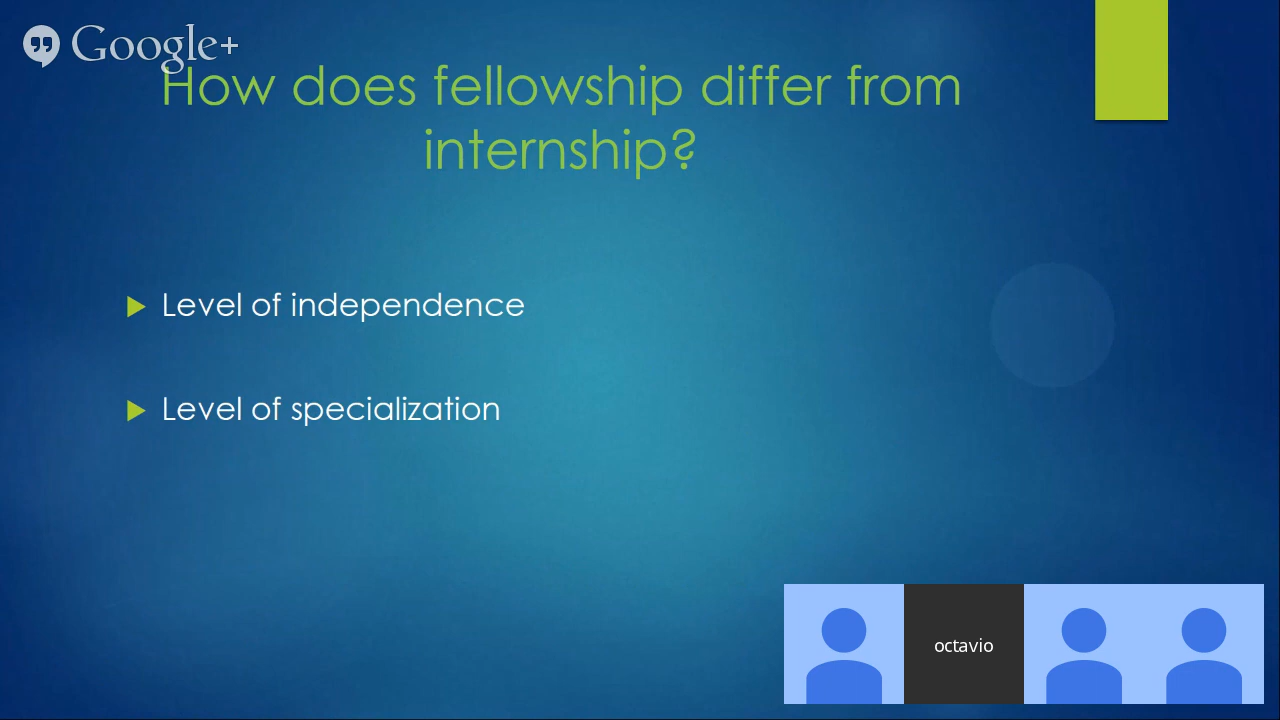 Google+
How does fellowship differ from
internship?
Level of independence
Level of specialization
octavio